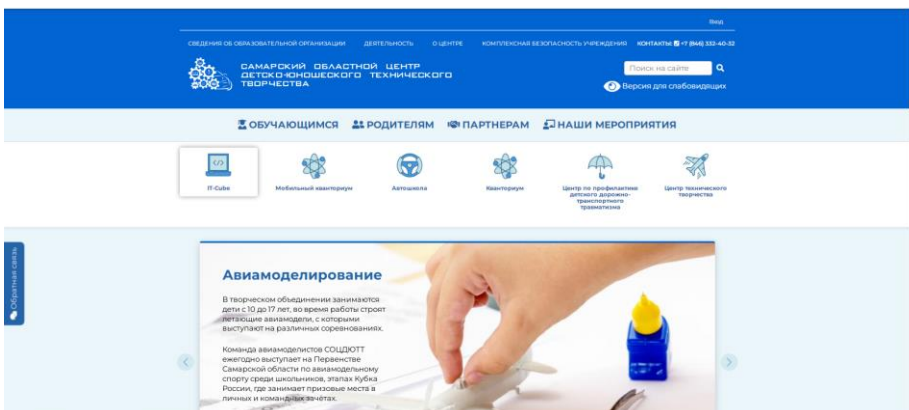 Вход
СВЕДЕНИЯ ОБ ОБРАЗОВАТЕЛЬНОЙ ОРГАНИЗАЦИИ ДЕЯТЕЛЬНОСТЬ О ЦЕНТРЕ КОМПЛЕКСНАЯ БЕЗОПАСНОСТЬ УЧРЕЖДЕНИЯ КОНТАКТЫ: +7 (846) 332-40-32
САМАРСКИЙ ОБЛАСТНОЙ ЦЕНТР
ДЕТСКО-ЮНОШЕСКОГО ТЕХНИЧЕСКОГО
ТВОРЧЕСТВА
Поиск на сайте
Версия для слабовидящих
ОБУЧАЮЩИМСЯ РОДИТЕЛЯМ ПАРТНЕРАМ НАШИ МЕРОПРИЯТИЯ
IT-Cube
Мобильный кванториум
Автошкола
Кванториум
Центр по профилактике
детского дорожно-
транспортного
травматизма
Центр технического
творчества
Обратная связь
Авиамоделирование
В творческом объединении занимаются
дети с 10 до 17 лет, во время работы строят
летающие авиамодели, с которыми
выступают на различных соревнованиях.
Команда авиамоделистов СОЦДЮТТ
ежегодно выступает на Первенстве
Самарской области по авиамодельному
спорту среди школьников, этапах Кубка
России, где занимает призовые места в
личных и командных зачётах.